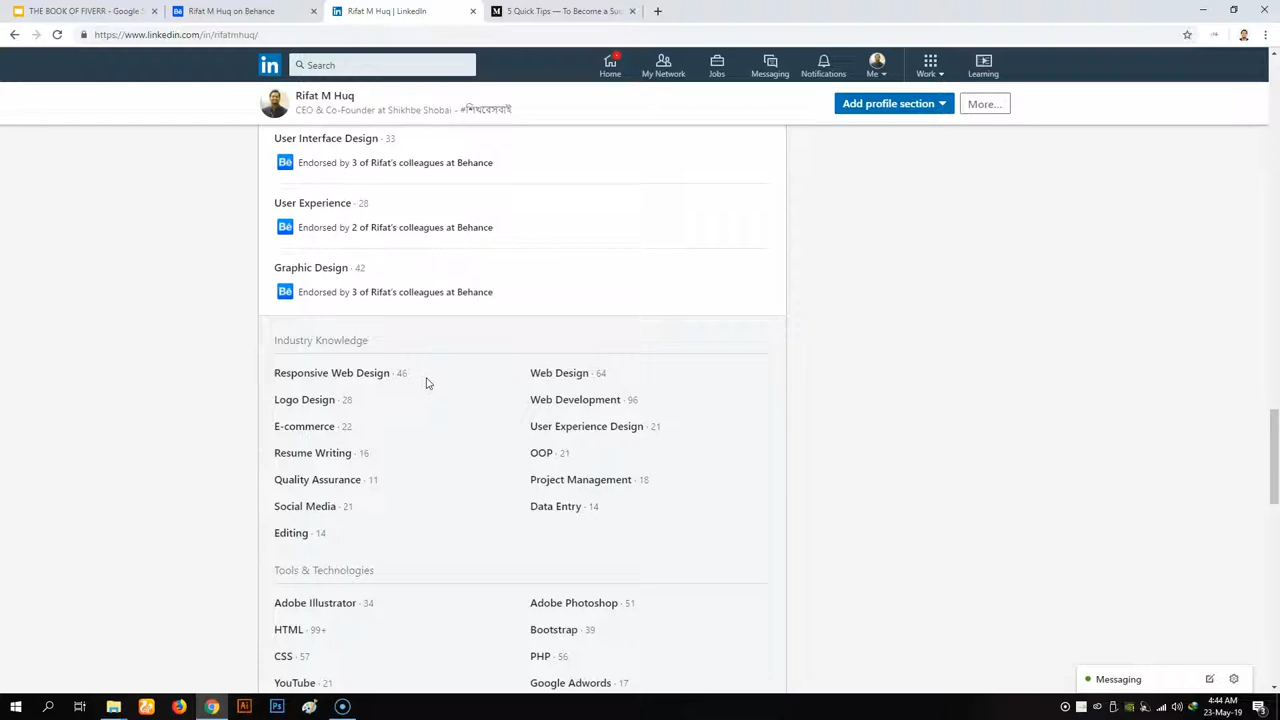 THE BOOK OF FIVERR - Google S
Rifat M Huq on Behance
Rifat M Huq | LinkedIn
5 Quick Tips — To Become a Suc
https://www.linkedin.com/in/rifatmhuq/
in
Search
Home
My Network
Jobs
Messaging
Notifications
Me
Work
Learning
Rifat M Huq
CEO & Co-Founder at Shikhbe Shobai - #শিখবেসবাই
Add profile section
More...
User Interface Design · 33
Bē Endorsed by 3 of Rifat's colleagues at Behance
User Experience · 28
Bē Endorsed by 2 of Rifat's colleagues at Behance
Graphic Design · 42
Bē Endorsed by 3 of Rifat's colleagues at Behance
Industry Knowledge
Responsive Web Design · 46
Web Design · 64
Logo Design · 28
Web Development · 96
E-commerce · 22
User Experience Design · 21
Resume Writing · 16
OOP · 21
Quality Assurance · 11
Project Management · 18
Social Media · 21
Data Entry · 14
Editing · 14
Tools & Technologies
Adobe Illustrator · 34
Adobe Photoshop · 51
HTML · 99+
Bootstrap · 39
CSS · 57
PHP · 56
YouTube · 21
Google Adwords · 17
Messaging
Ai
Ps
4:44 AM
23-May-19